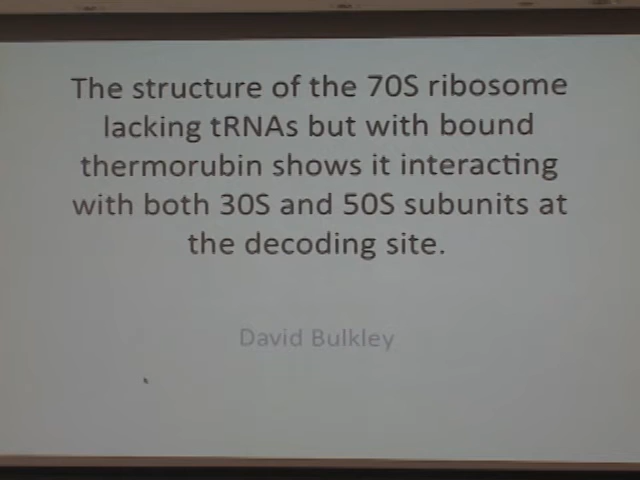 The structure of the 70S ribosome
lacking tRNAs but with bound
thermorubin shows it interacting
with both 30S and 50S subunits at
the decoding site.
David Bulkley